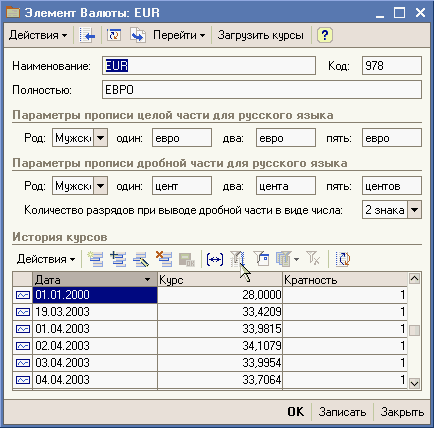 Элемент Валюты: EUR
Действия Перейти Загрузить курсы ?
Наименование: EUR Код: 978
Полностью: ЕВРО
Параметры прописи целой части для русского языка
Род: Мужск один: евро два: евро пять: евро
Параметры прописи дробной части для русского языка
Род: Мужск один: цент два: цента пять: центов
Количество разрядов при выводе дробной части в виде числа: 2 знака
История курсов
Действия
Дата Курс Кратность
01.01.2000 28,0000 1
19.03.2003 33,4209 1
01.04.2003 33,9815 1
02.04.2003 34,1079 1
03.04.2003 33,9954 1
04.04.2003 33,7064 1
ОК Записать Закрыть